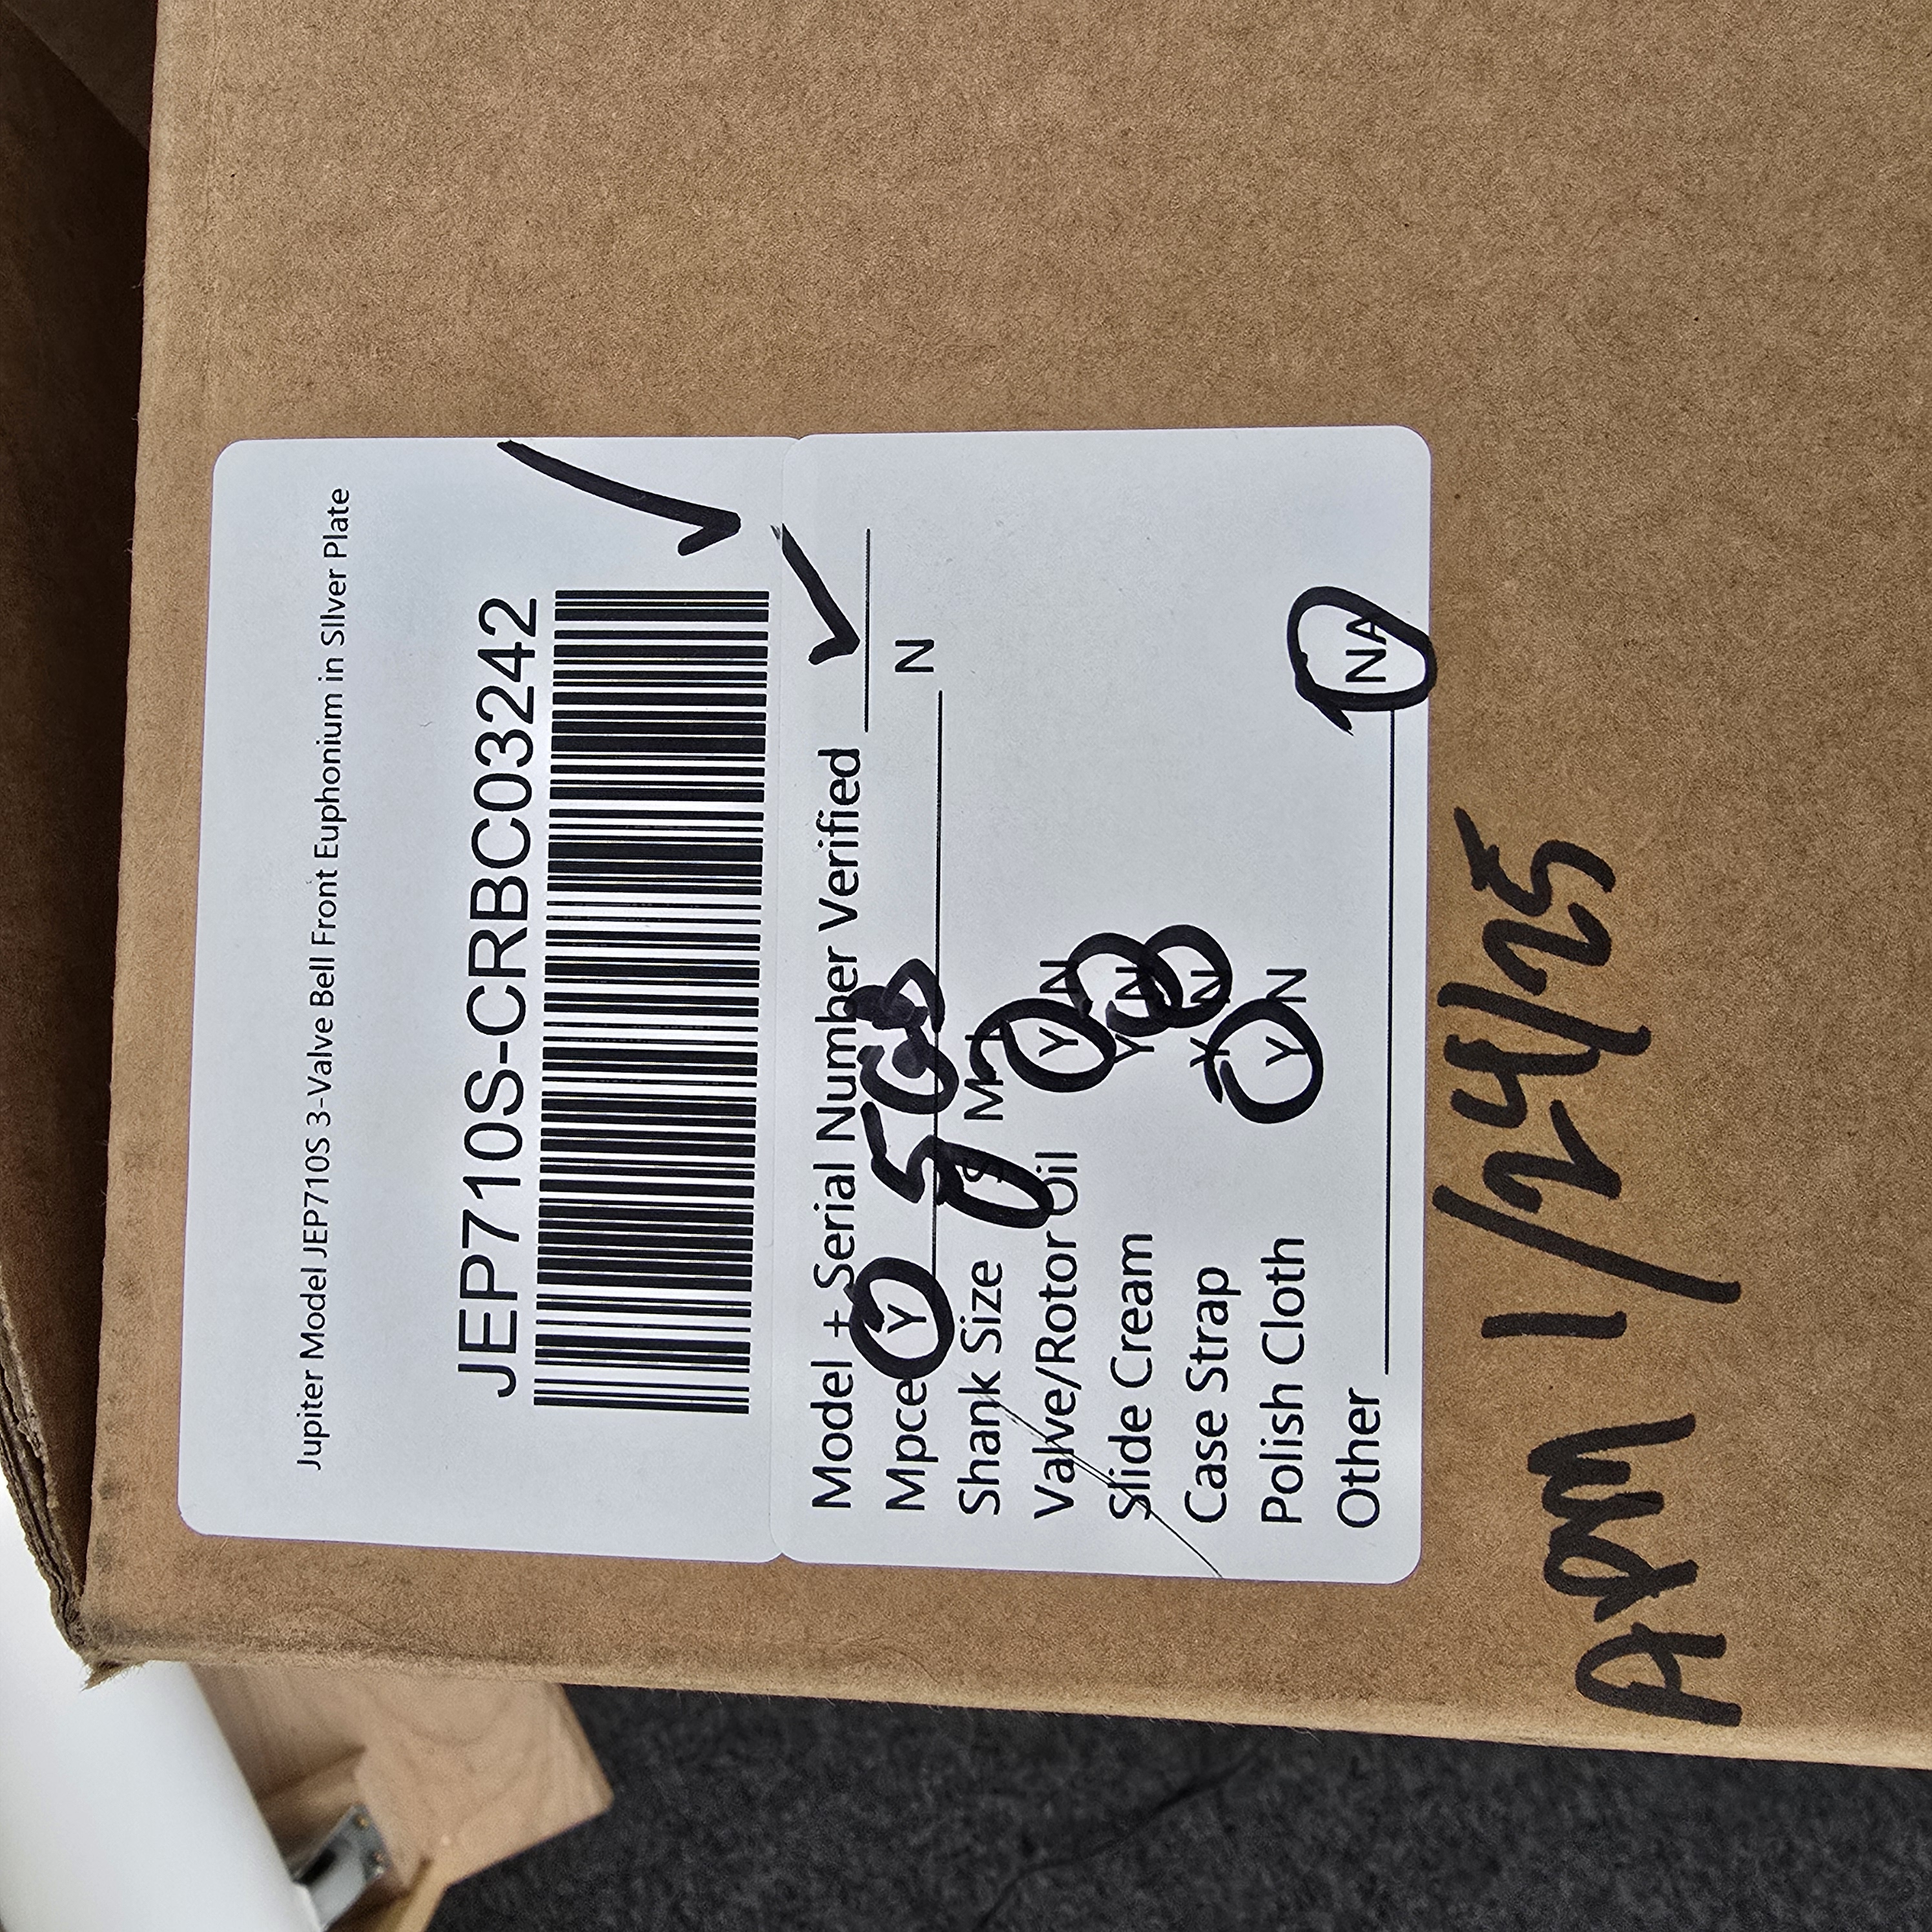 Jupiter Model JEP710S 3-Valve Bell Front Euphonium in SIlver Plate
JEP710S-CRBC03242
Model + Serial Number Verified ✓
Mpce Y N
Shank Size S M L
Valve/Rotor Oil Y N
Slide Cream Y N
Case Strap Y N
Polish Cloth Y N
Other NA
APM 1/24/25